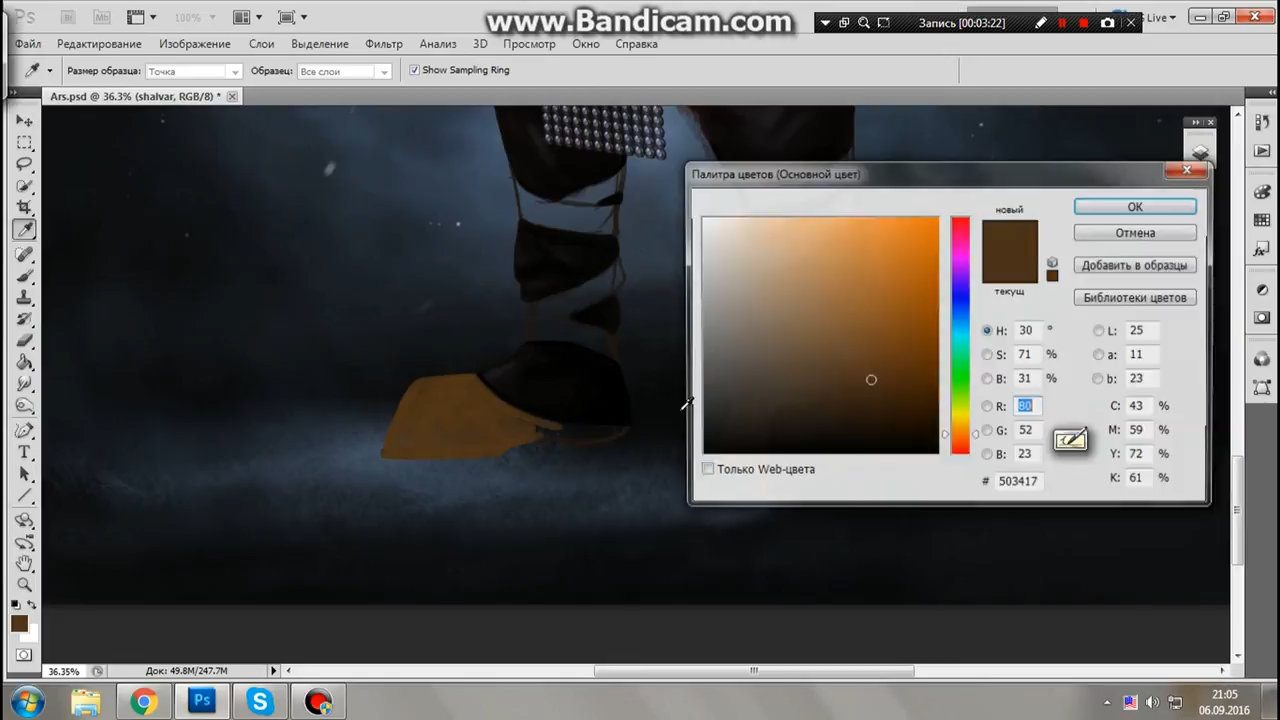 www.Bandicam.com
Запись [00:03:22]
Live
Ps
Br
Mb
100%
Файл Редактирование Изображение Слои Выделение Фильтр Анализ 3D Просмотр Окно Справка
Размер образца: Точка Образец: Все слои Show Sampling Ring
Ars.psd @ 36.3% (shalvar, RGB/8) *
Палитра цветов (Основной цвет)
новый
текущ
OK
Отмена
Добавить в образцы
Библиотеки цветов
H: 30 ° L: 25
S: 71 % a: 11
B: 31 % b: 23
R: 80 C: 43 %
G: 52 M: 59 %
B: 23 Y: 72 %
# 503417 K: 61 %
Только Web-цвета
T
36.35% Док: 49.8M/247.7M
Ps
S
21:05
06.09.2016